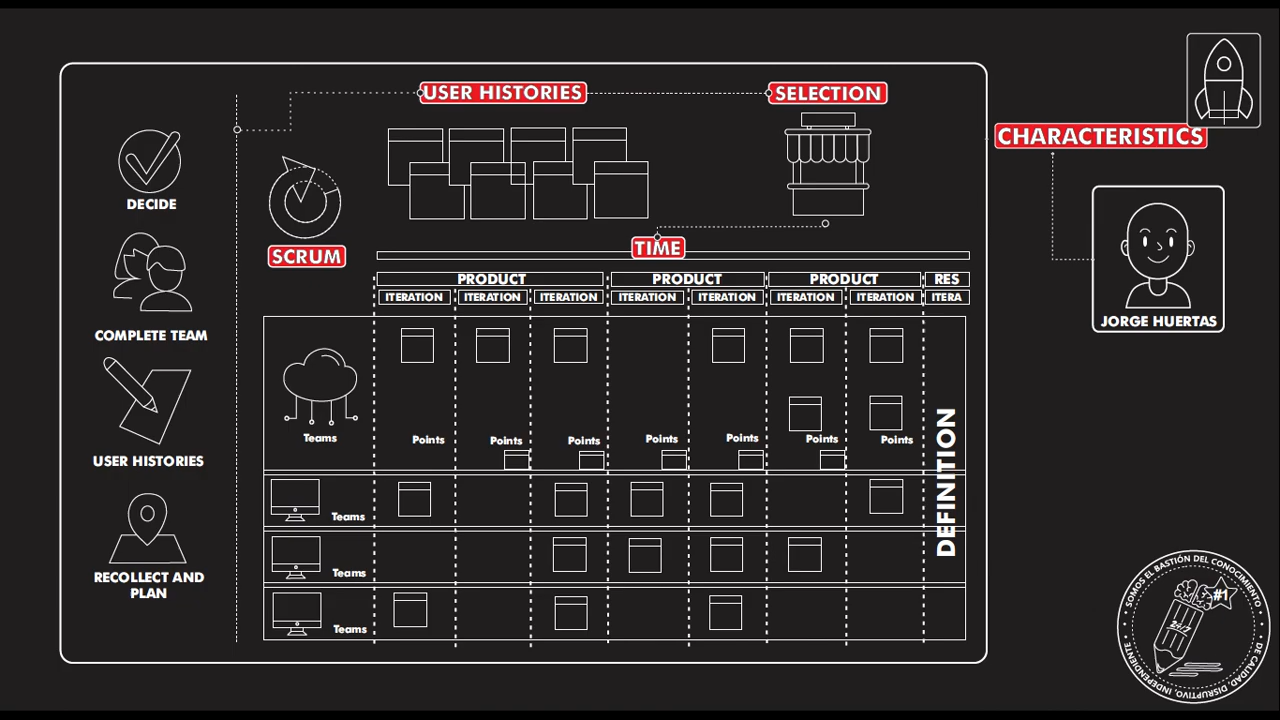 USER HISTORIES
SELECTION
CHARACTERISTICS
DECIDE
COMPLETE TEAM
USER HISTORIES
RECOLLECT AND
PLAN
SCRUM
TIME
PRODUCT PRODUCT PRODUCT RES
ITERATION ITERATION ITERATION ITERATION ITERATION ITERATION ITERATION ITERA
Teams
Points Points Points Points Points Points Points
Teams
Teams
Teams
DEFINITION
JORGE HUERTAS
SOMOS EL BASTIÓN DEL CONOCIMIENTO
#1
24/7
DE CALIDAD, DISRUPTIVO, INDEPENDIENTE